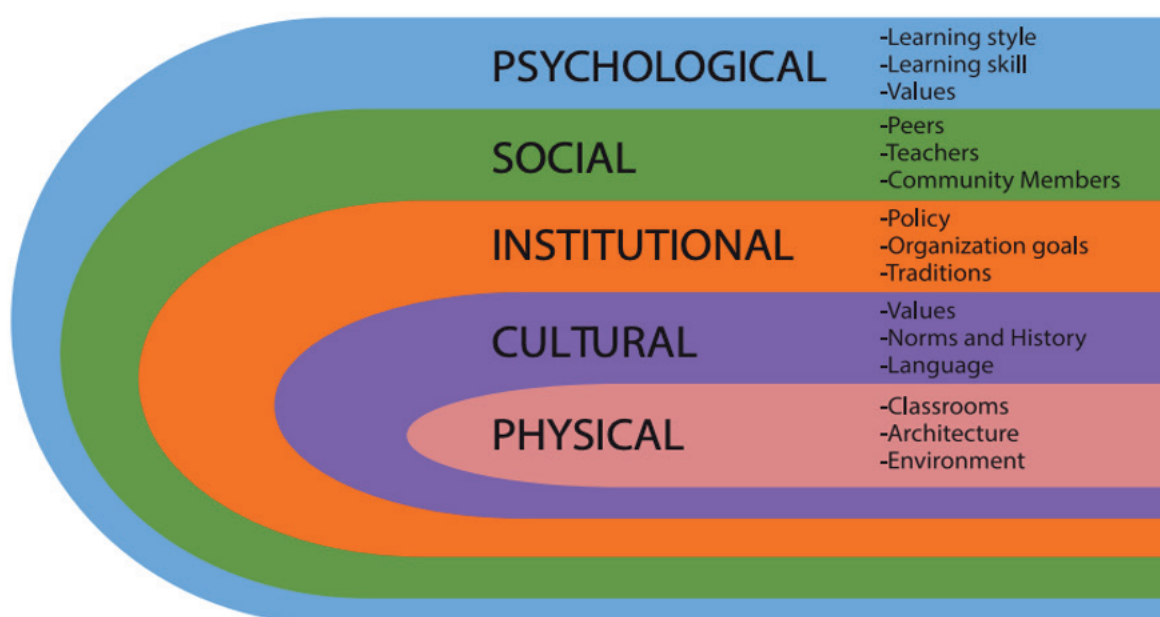 PSYCHOLOGICAL
-Learning style
-Learning skill
-Values
SOCIAL
-Peers
-Teachers
-Community Members
INSTITUTIONAL
-Policy
-Organization goals
-Traditions
CULTURAL
-Values
-Norms and History
-Language
PHYSICAL
-Classrooms
-Architecture
-Environment